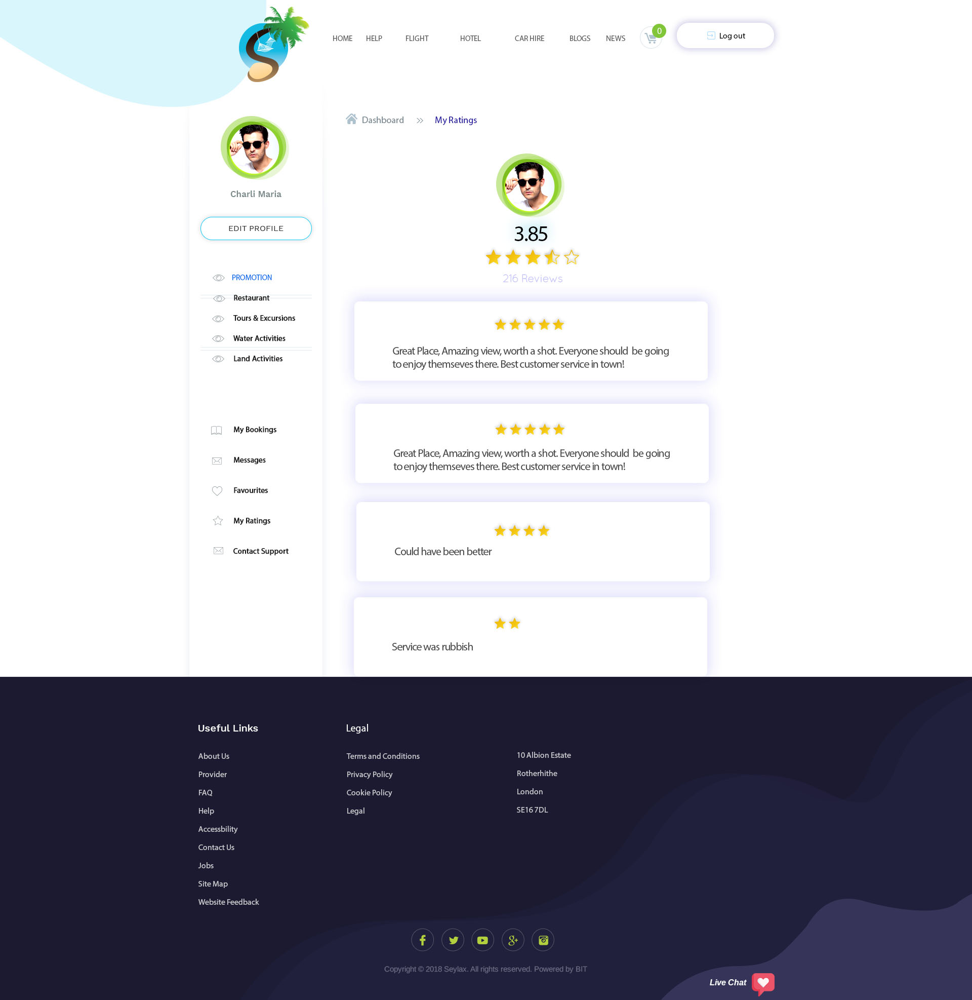 HOME HELP FLIGHT HOTEL CAR HIRE BLOGS NEWS 0 Log out
Dashboard My Ratings
Charli Maria
EDIT PROFILE
PROMOTION
Restaurant
Tours & Excursions
Water Activities
Land Activities
My Bookings
Messages
Favourites
My Ratings
Contact Support
3.85
216 Reviews
Great Place, Amazing view, worth a shot. Everyone should be going
to enjoy themseves there. Best customer service in town!
Great Place, Amazing view, worth a shot. Everyone should be going
to enjoy themseves there. Best customer service in town!
Could have been better
Service was rubbish
Useful Links
About Us
Provider
FAQ
Help
Accessbility
Contact Us
Jobs
Site Map
Website Feedback
Legal
Terms and Conditions
Privacy Policy
Cookie Policy
Legal
10 Albion Estate
Rotherhithe
London
SE16 7DL
Copyright © 2018 Seylax. All rights reserved. Powered by BIT
Live Chat